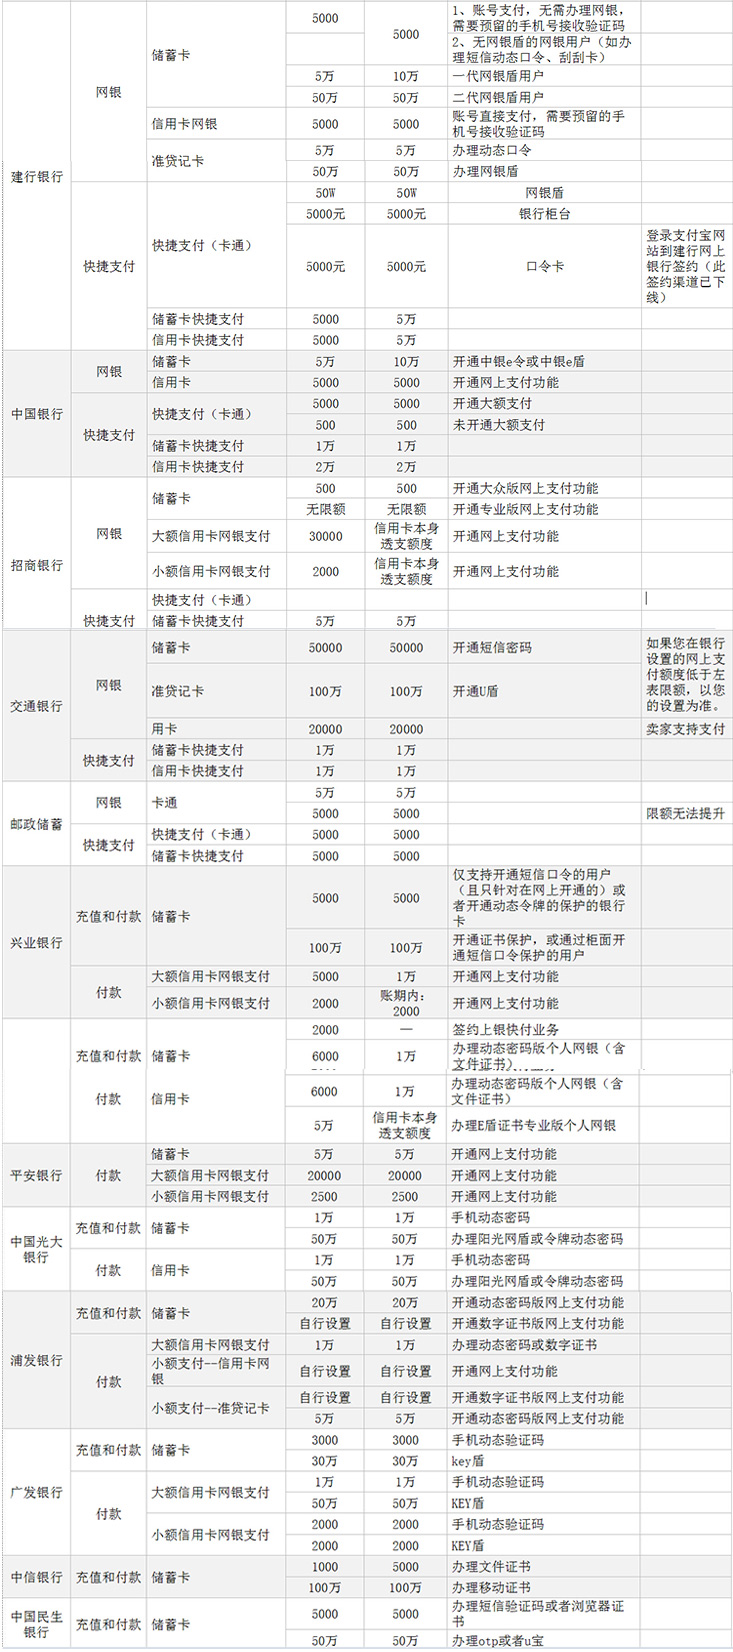 建行银行 网银 储蓄卡 5000 5000 1、账号支付，无需办理网银，
需要预留的手机号接收验证码
2、无网银盾的网银用户（如办
理短信动态口令、刮刮卡）
5万 10万 一代网银盾用户
50万 50万 二代网银盾用户
信用卡网银 5000 5000 账号直接支付，需要预留的手
机号接收验证码
准贷记卡 5万 5万 办理动态口令
50万 50万 办理网银盾
快捷支付 快捷支付（卡通） 50W 50W 网银盾
5000元 5000元 银行柜台
5000元 5000元 口令卡 登录支付宝网
站到建行网上
银行签约（此
签约渠道已下
线）
储蓄卡快捷支付 5000 5万
信用卡快捷支付 5000 5万
中国银行 网银 储蓄卡 5万 10万 开通中银e令或中银e盾
信用卡 5000 5000 开通网上支付功能
快捷支付 快捷支付（卡通） 5000 5000 开通大额支付
500 500 未开通大额支付
储蓄卡快捷支付 1万 1万
信用卡快捷支付 2万 2万
招商银行 网银 储蓄卡 500 500 开通大众版网上支付功能
无限额 无限额 开通专业版网上支付功能
大额信用卡网银支付 30000 信用卡本身
透支额度 开通网上支付功能
小额信用卡网银支付 2000 信用卡本身
透支额度 开通网上支付功能
快捷支付 快捷支付（卡通）
储蓄卡快捷支付 5万 5万
交通银行 网银 储蓄卡 50000 50000 开通短信密码 如果您在银行
设置的网上支
付额度低于左
表限额，以您
的设置为准。
准贷记卡 100万 100万 开通U盾
用卡 20000 20000 卖家支持支付
快捷支付 储蓄卡快捷支付 1万 1万
信用卡快捷支付 1万 1万
邮政储蓄 网银 卡通 5万 5万
5000 5000 限额无法提升
快捷支付 快捷支付（卡通） 5000 5000
储蓄卡快捷支付 5000 5000
兴业银行 充值和付款 储蓄卡 5000 5000 仅支持开通短信口令的用户
（且只针对在网上开通的）或
者开通动态令牌的保护的银行
卡
100万 100万 开通证书保护，或通过柜面开
通短信口令保护的用户
付款 大额信用卡网银支付 5000 1万 开通网上支付功能
小额信用卡网银支付 2000 账期内：
2000 开通网上支付功能
充值和付款 储蓄卡 2000 — 签约上银快付业务
6000 1万 办理动态密码版个人网银（含
文件证书）
付款 信用卡 6000 1万 办理动态密码版个人网银（含
文件证书）
5万 信用卡本身
透支额度 办理E盾证书专业版个人网银
平安银行 付款 储蓄卡 5万 5万 开通网上支付功能
大额信用卡网银支付 20000 20000 开通网上支付功能
小额信用卡网银支付 2500 2500 开通网上支付功能
中国光大
银行 充值和付款 储蓄卡 1万 1万 手机动态密码
50万 50万 办理阳光网盾或令牌动态密码
付款 信用卡 1万 1万 手机动态密码
50万 50万 办理阳光网盾或令牌动态密码
浦发银行 充值和付款 储蓄卡 20万 20万 开通动态密码版网上支付功能
自行设置 自行设置 开通数字证书版网上支付功能
付款 大额信用卡网银支付 1万 1万 办理动态密码或数字证书
小额支付--信用卡网
银 自行设置 自行设置 开通网上支付功能
小额支付--准贷记卡 自行设置 自行设置 开通数字证书版网上支付功能
5万 5万 开通动态密码版网上支付功能
广发银行 充值和付款 储蓄卡 3000 3000 手机动态验证码
30万 30万 key盾
付款 大额信用卡网银支付 1万 1万 手机动态验证码
50万 50万 KEY盾
小额信用卡网银支付 2000 2000 手机动态验证码
2000 2000 KEY盾
中信银行 充值和付款 储蓄卡 1000 5000 办理文件证书
100万 100万 办理移动证书
中国民生
银行 充值和付款 储蓄卡 5000 5000 办理短信验证码或者浏览器证
书
50万 50万 办理otp或者u宝